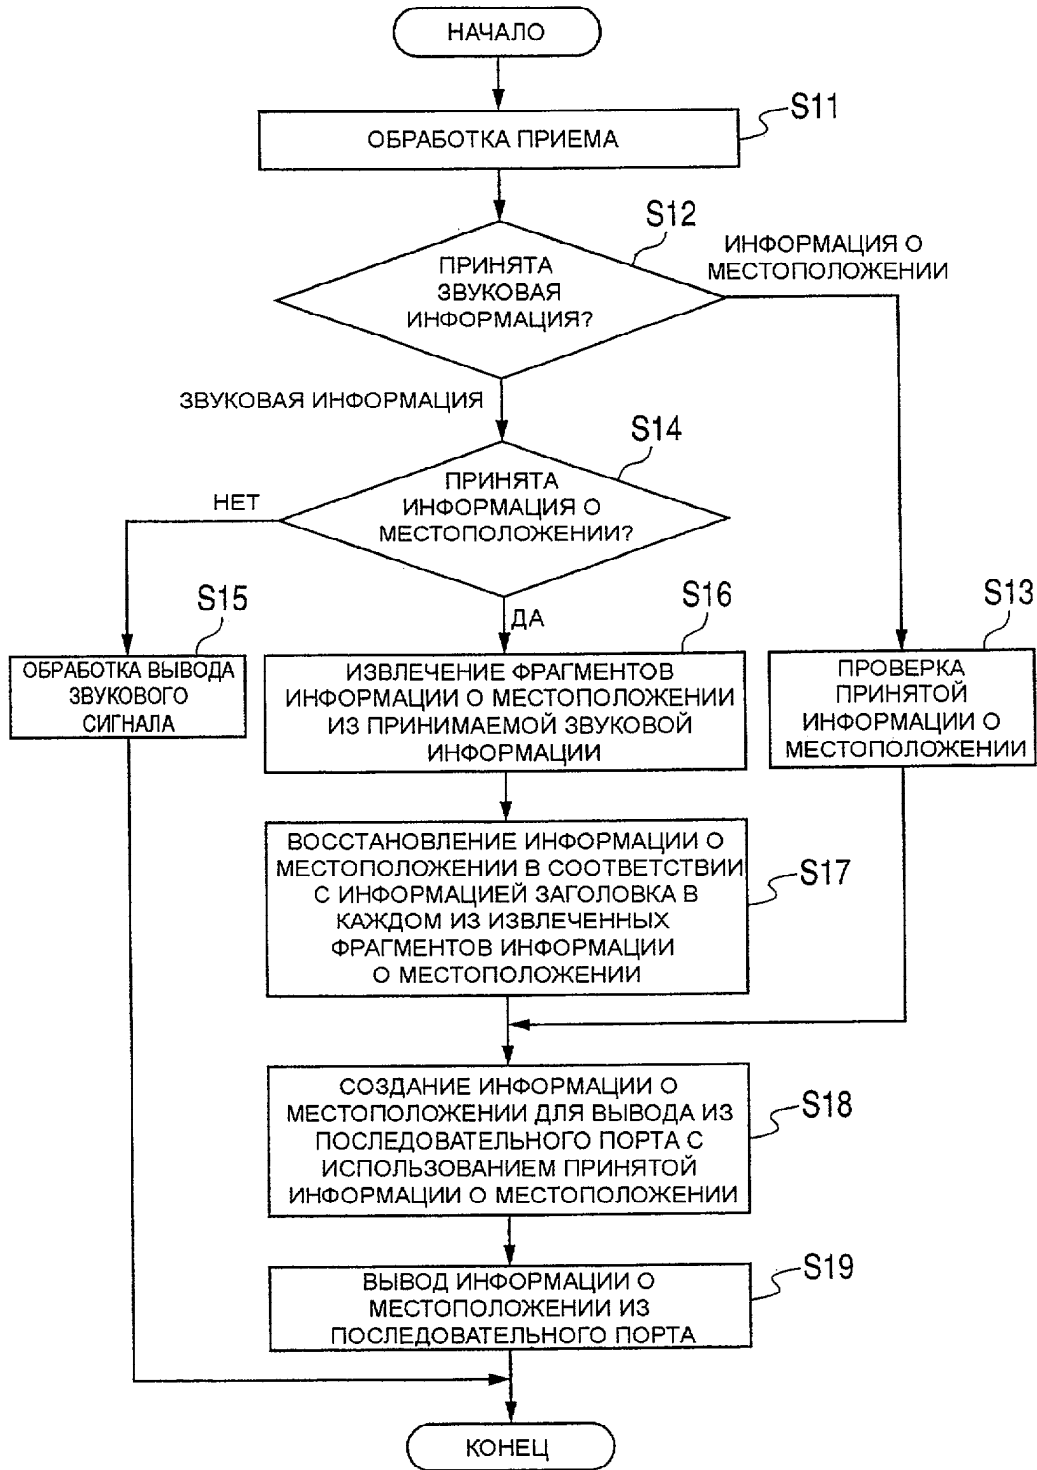 НАЧАЛО
S11
ОБРАБОТКА ПРИЕМА
S12
ПРИНЯТА
ЗВУКОВАЯ
ИНФОРМАЦИЯ?
ИНФОРМАЦИЯ О
МЕСТОПОЛОЖЕНИИ
ЗВУКОВАЯ ИНФОРМАЦИЯ
S14
ПРИНЯТА
ИНФОРМАЦИЯ О
МЕСТОПОЛОЖЕНИИ?
НЕТ
ДА
S15
ОБРАБОТКА ВЫВОДА
ЗВУКОВОГО
СИГНАЛА
S16
ИЗВЛЕЧЕНИЕ ФРАГМЕНТОВ
ИНФОРМАЦИИ О МЕСТОПОЛОЖЕНИИ
ИЗ ПРИНИМАЕМОЙ ЗВУКОВОЙ
ИНФОРМАЦИИ
S13
ПРОВЕРКА
ПРИНЯТОЙ
ИНФОРМАЦИИ О
МЕСТОПОЛОЖЕНИИ
ВОССТАНОВЛЕНИЕ ИНФОРМАЦИИ О
МЕСТОПОЛОЖЕНИИ В СООТВЕТСТВИИ
С ИНФОРМАЦИЕЙ ЗАГОЛОВКА В
КАЖДОМ ИЗ ИЗВЛЕЧЕННЫХ
ФРАГМЕНТОВ ИНФОРМАЦИИ
О МЕСТОПОЛОЖЕНИИ
S17
СОЗДАНИЕ ИНФОРМАЦИИ О
МЕСТОПОЛОЖЕНИИ ДЛЯ ВЫВОДА ИЗ
ПОСЛЕДОВАТЕЛЬНОГО ПОРТА С
ИСПОЛЬЗОВАНИЕМ ПРИНЯТОЙ
ИНФОРМАЦИИ О МЕСТОПОЛОЖЕНИИ
S18
ВЫВОД ИНФОРМАЦИИ О
МЕСТОПОЛОЖЕНИИ ИЗ
ПОСЛЕДОВАТЕЛЬНОГО ПОРТА
S19
КОНЕЦ